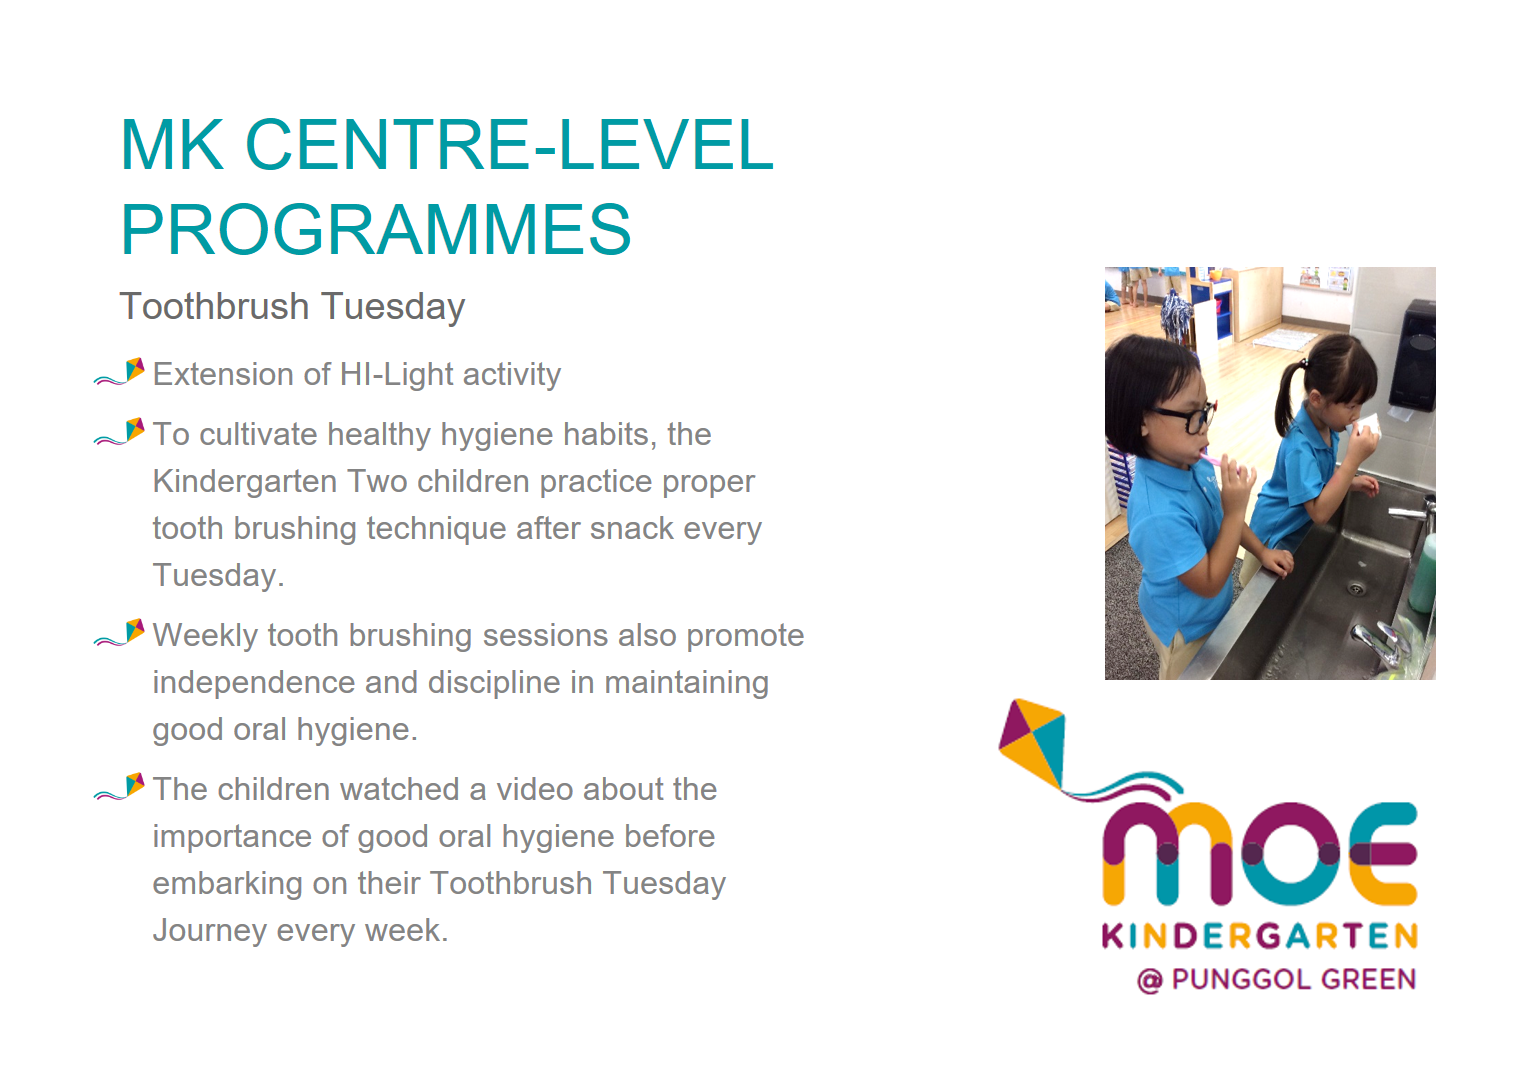 MK CENTRE-LEVEL
PROGRAMMES
Toothbrush Tuesday
Extension of HI-Light activity
To cultivate healthy hygiene habits, the
Kindergarten Two children practice proper
tooth brushing technique after snack every
Tuesday.
Weekly tooth brushing sessions also promote
independence and discipline in maintaining
good oral hygiene.
The children watched a video about the
importance of good oral hygiene before
embarking on their Toothbrush Tuesday
Journey every week.
MOE
KINDERGARTEN
@ PUNGGOL GREEN